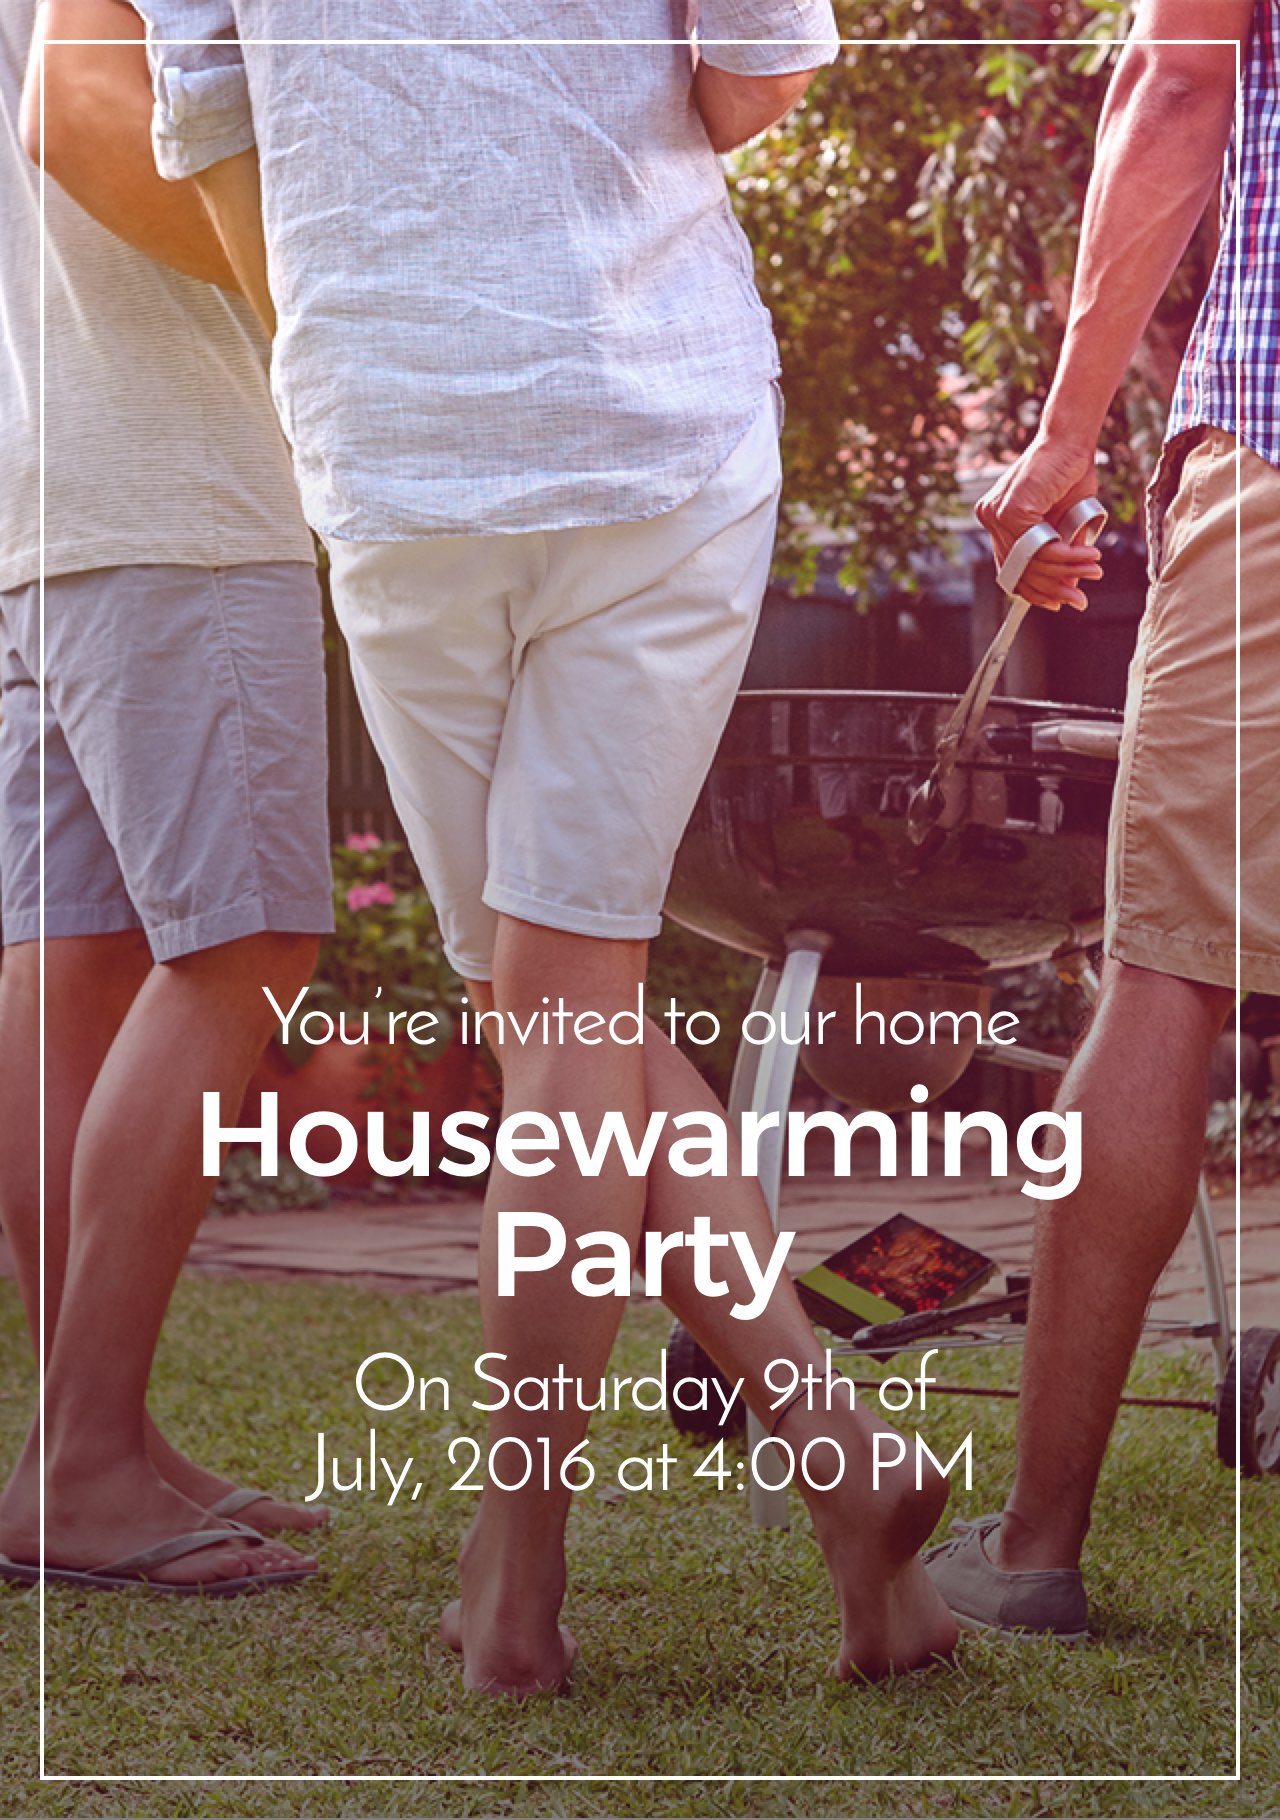 You're invited to our home
Housewarming
Party
On Saturday 9th of
July, 2016 at 4:00 PM